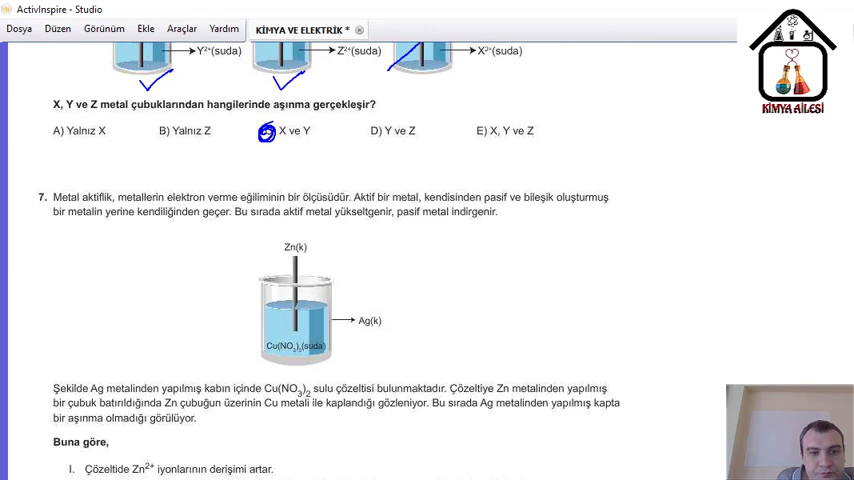 ActivInspire - Studio
Dosya Düzen Görünüm Ekle Araçlar Yardım KİMYA VE ELEKTRİK *
Y²⁺(suda) Z²⁺(suda) X²⁺(suda)
X, Y ve Z metal çubuklarından hangilerinde aşınma gerçekleşir?
A) Yalnız X B) Yalnız Z X ve Y D) Y ve Z E) X, Y ve Z
KİMYA AİLESİ
7. Metal aktiflik, metallerin elektron verme eğiliminin bir ölçüsüdür. Aktif bir metal, kendisinden pasif ve bileşik oluşturmuş
bir metalin yerine kendiliğinden geçer. Bu sırada aktif metal yükseltgenir, pasif metal indirgenir.
Zn(k)
Ag(k)
Cu(NO₃)₂(suda)
Şekilde Ag metalinden yapılmış kabın içinde Cu(NO₃)₂ sulu çözeltisi bulunmaktadır. Çözeltiye Zn metalinden yapılmış
bir çubuk batırıldığında Zn çubuğun üzerinin Cu metali ile kaplandığı gözleniyor. Bu sırada Ag metalinden yapılmış kapta
bir aşınma olmadığı görülüyor.
Buna göre,
I. Çözeltide Zn²⁺ iyonlarının derişimi artar.